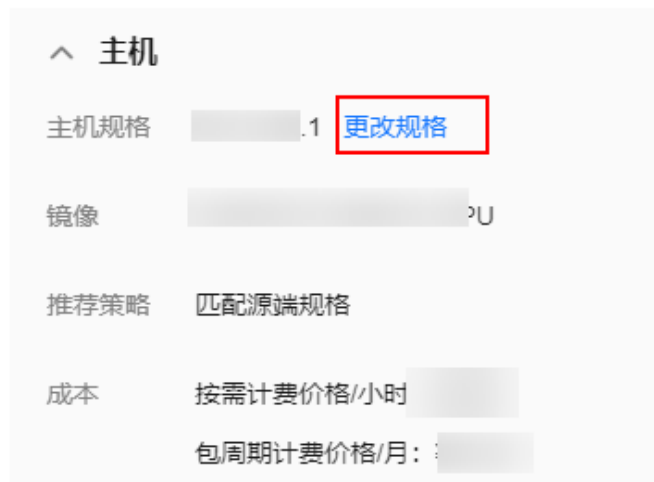 主机
主机规格 .1 更改规格
镜像 PU
推荐策略 匹配源端规格
成本 按需计费价格/小时
包周期计费价格/月：